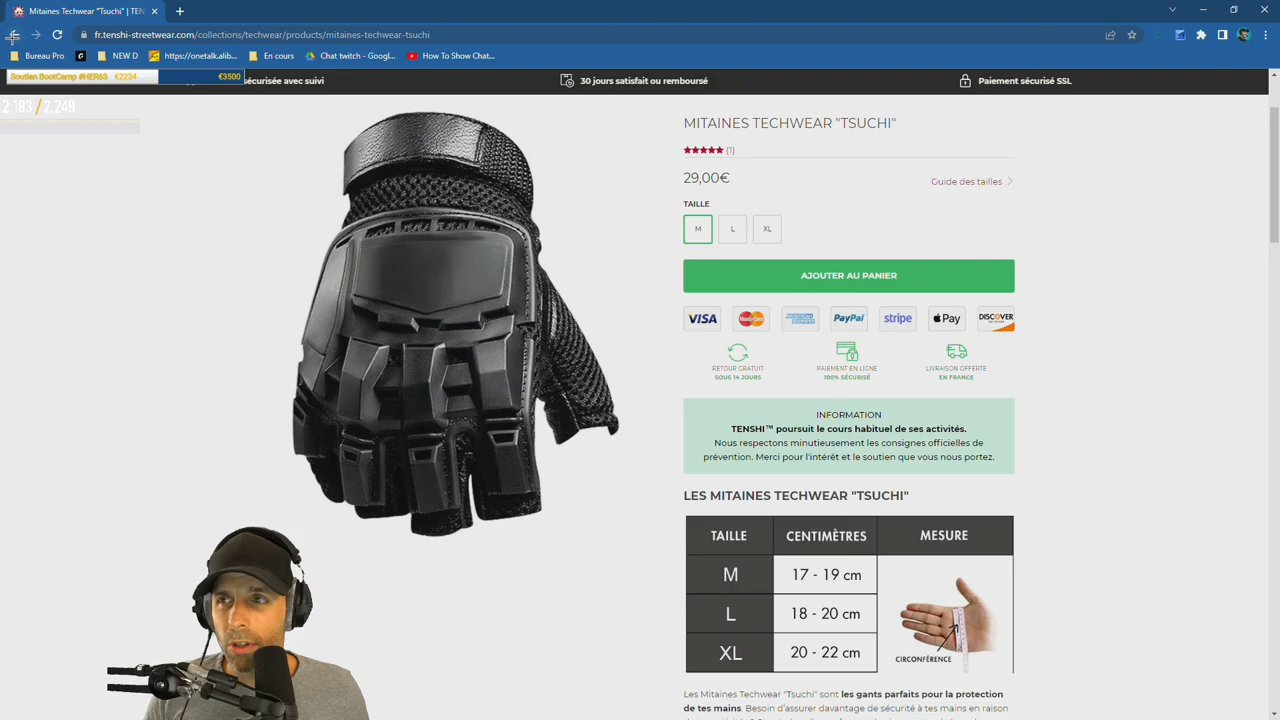 Mitaines Techwear "Tsuchi" | TEN
fr.tenshi-streetwear.com/collections/techwear/products/mitaines-techwear-tsuchi
Bureau Pro
NEW D
https://onetalk.alib...
En cours
Chat twitch - Googl...
How To Show Chat...
Soutien BootCamp #HER6S €2234
€3500
sécurisée avec suivi
30 jours satisfait ou remboursé
Paiement sécurisé SSL
2,183 / 2,249
MITAINES TECHWEAR "TSUCHI"
(1)
29,00€
Guide des tailles
TAILLE
M
L
XL
AJOUTER AU PANIER
VISA
MasterCard
AMERICAN EXPRESS
PayPal
stripe
Pay
DISCOVER
NETWORK
RETOUR GRATUIT
SOUS 14 JOURS
PAIEMENT EN LIGNE
100% SÉCURISÉ
LIVRAISON OFFERTE
EN FRANCE
INFORMATION
TENSHI™ poursuit le cours habituel de ses activités.
Nous respectons minutieusement les consignes officielles de
prévention. Merci pour l'intérêt et le soutien que vous nous portez.
LES MITAINES TECHWEAR "TSUCHI"
TAILLE CENTIMÈTRES MESURE
M 17 - 19 cm
L 18 - 20 cm
XL 20 - 22 cm
CIRCONFÉRENCE
Les Mitaines Techwear "Tsuchi" sont les gants parfaits pour la protection
de tes mains. Besoin d'assurer davantage de sécurité à tes mains en raison